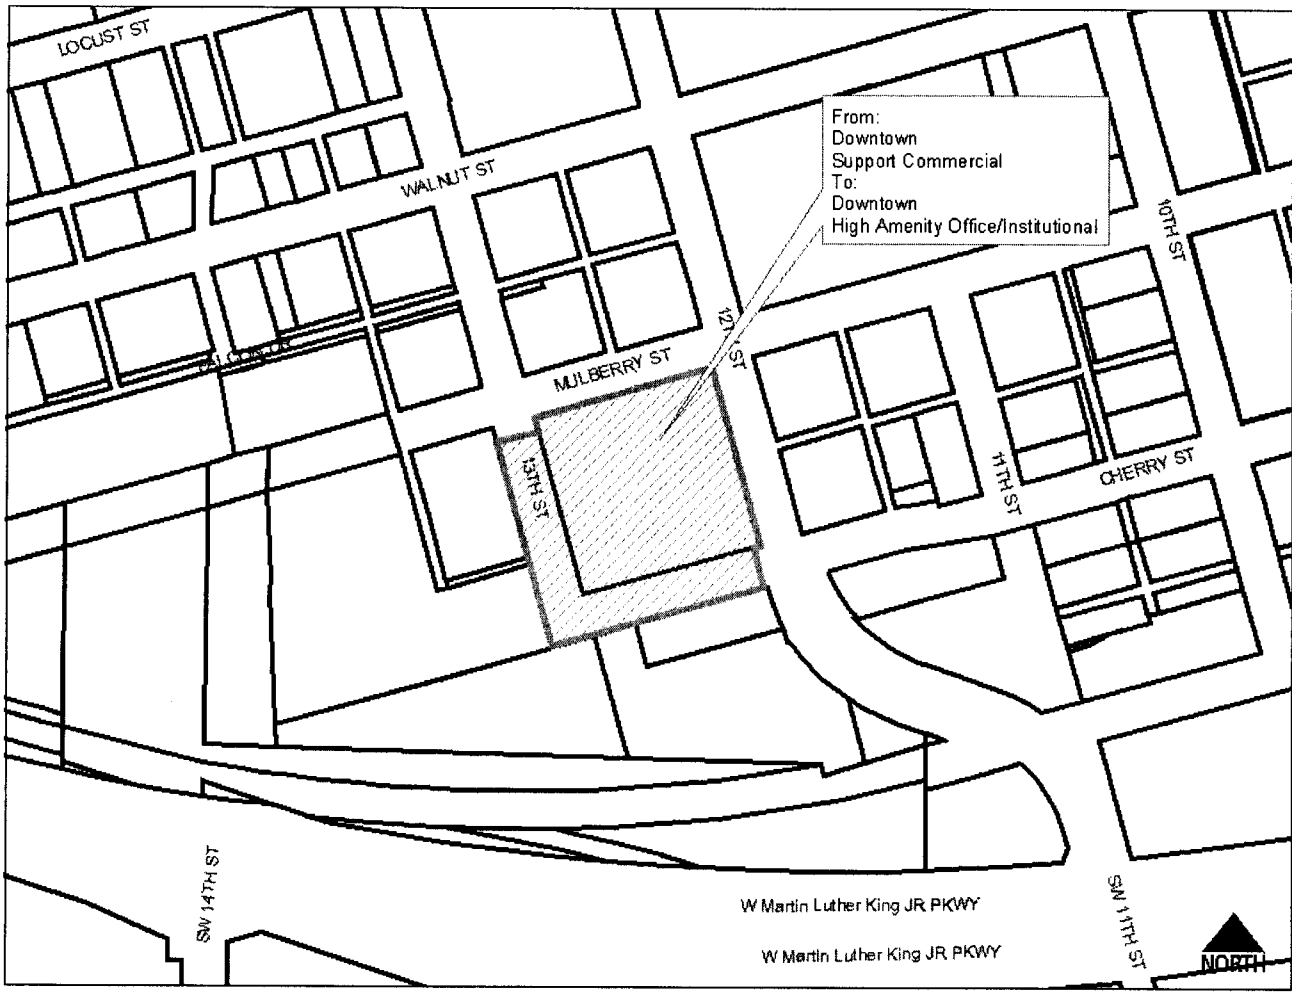 LOCUST ST
From:
Downtown
Support Commercial
To:
Downtown
High Amenity Office/Institutional
WALNUT ST
10TH ST
12TH ST
FALCON DR
MULBERRY ST
13TH ST
11TH ST
CHERRY ST
SW 14TH ST
W Martin Luther King JR PKWY
W Martin Luther King JR PKWY
SW 11TH ST
NORTH